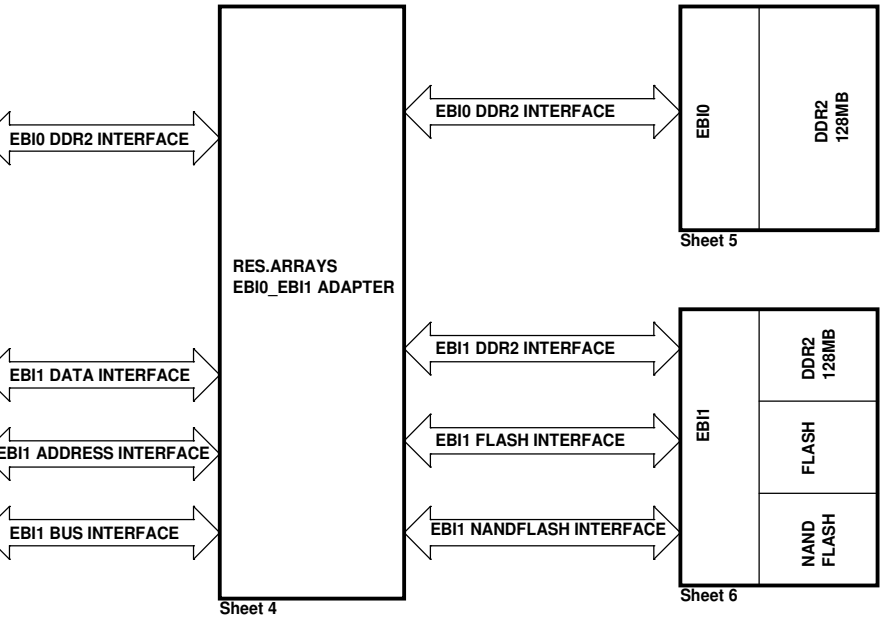 EBI0 DDR2 INTERFACE
EBI1 DATA INTERFACE
EBI1 ADDRESS INTERFACE
EBI1 BUS INTERFACE
RES.ARRAYS
EBI0_EBI1 ADAPTER
Sheet 4
EBI0 DDR2 INTERFACE
EBI1 DDR2 INTERFACE
EBI1 FLASH INTERFACE
EBI1 NANDFLASH INTERFACE
EBI0
DDR2
128MB
Sheet 5
EBI1
DDR2
128MB
FLASH
NAND
FLASH
Sheet 6